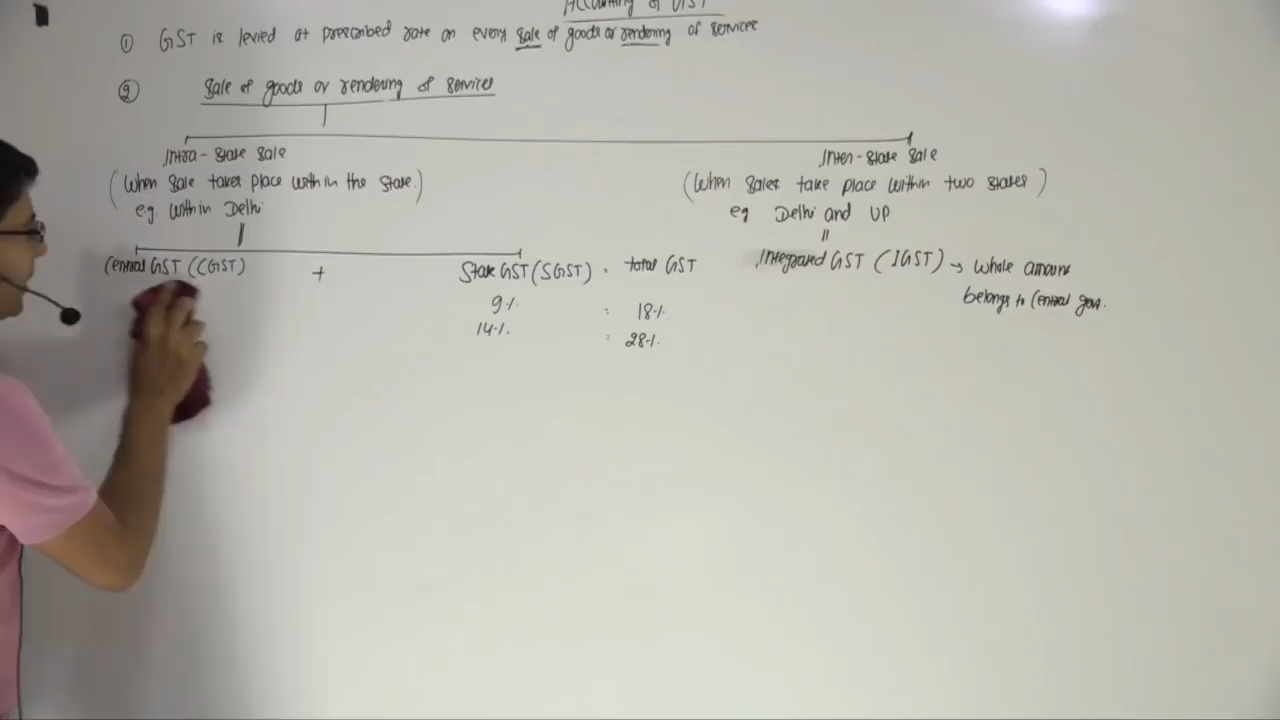 Accounting of GST
① GST is levied at prescribed rate on every sale of goods or rendering of services
② Sale of goods or rendering of services
Intra-State Sale
(When Sale takes place within the State.)
e.g. within Delhi
Inter-State Sale
(When Sales take place within two states)
eg Delhi and UP
Central GST (CGST) + State GST (SGST) = total GST
9% = 18%
14% : 28%
Integrated GST (IGST) → Whole amount
belongs to Central govt.